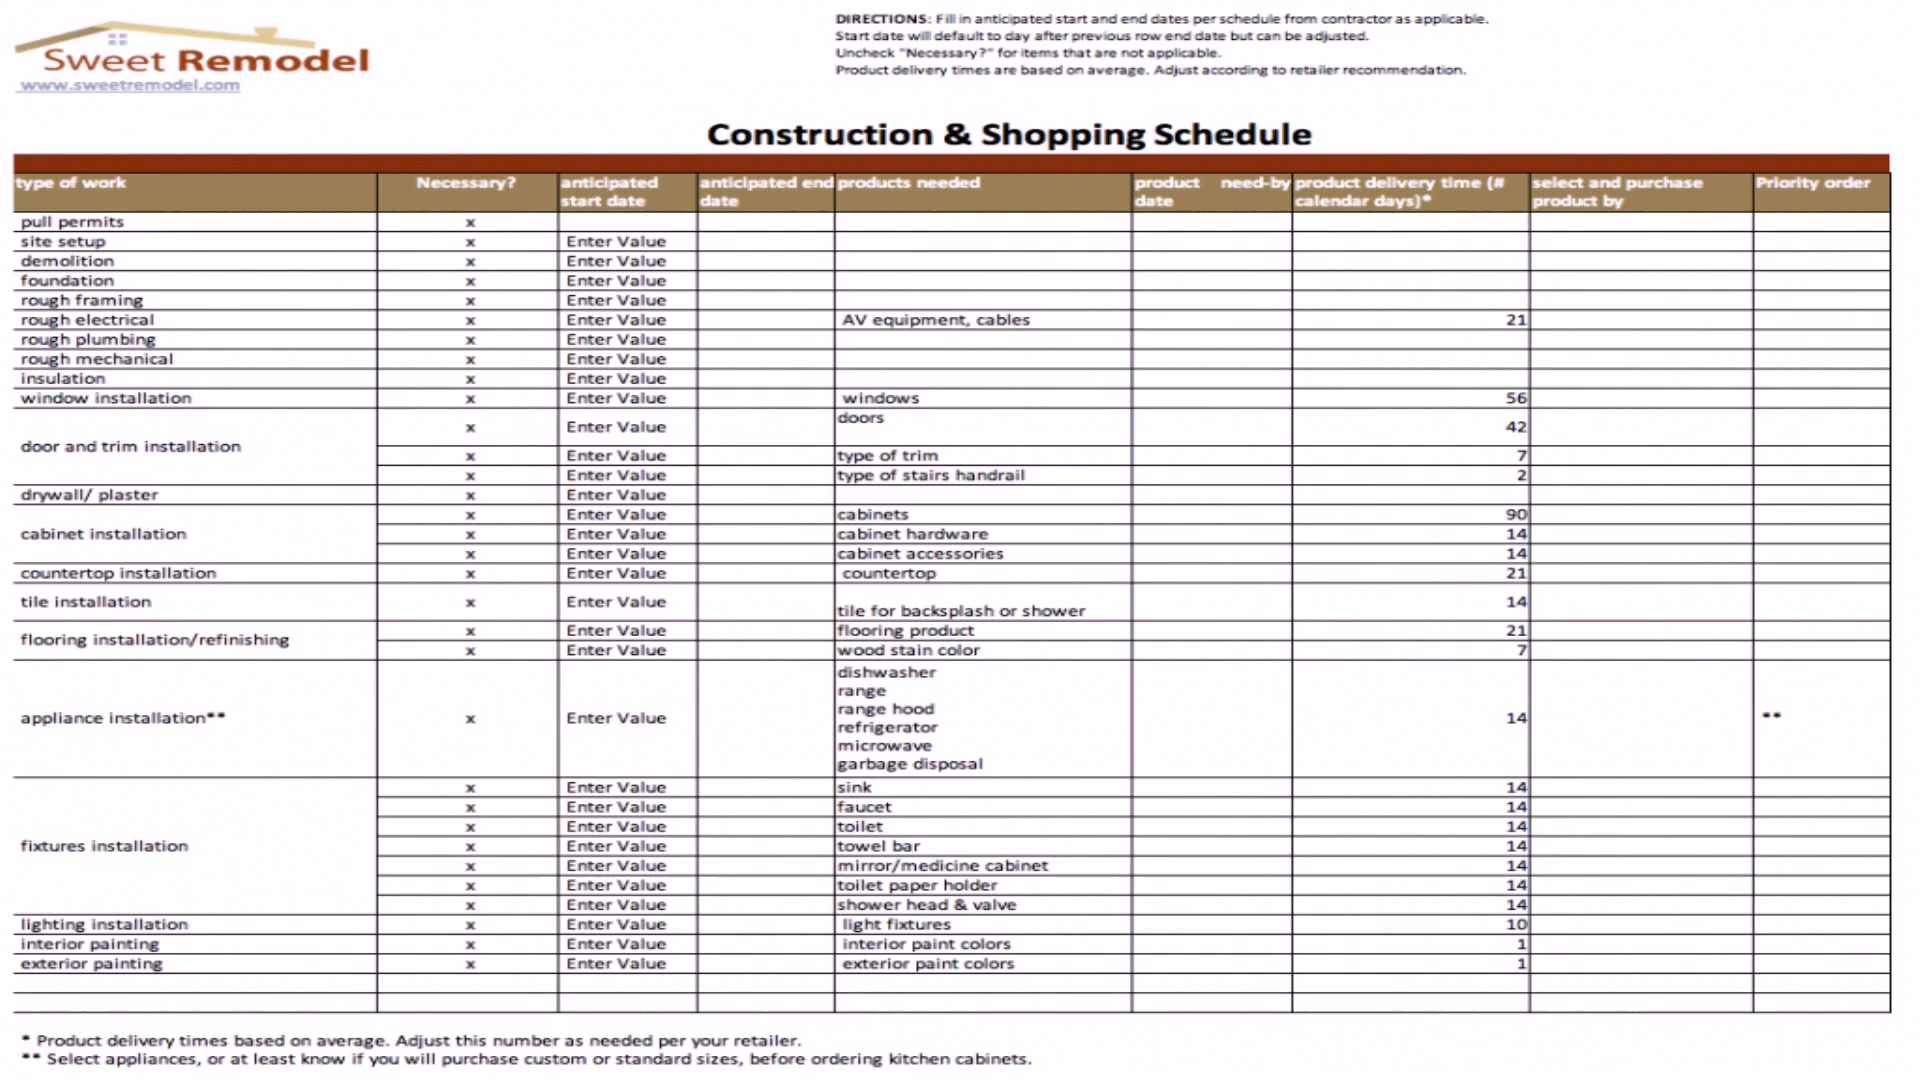 Sweet Remodel
www.sweetremodel.com
DIRECTIONS: Fill in anticipated start and end dates per schedule from contractor as applicable.
Start date will default to day after previous row end date but can be adjusted.
Uncheck "Necessary?" for items that are not applicable.
Product delivery times are based on average. Adjust according to retailer recommendation.
Construction & Shopping Schedule
type of work Necessary? anticipated start date anticipated end date products needed product need-by date product delivery time (# calendar days)* select and purchase product by Priority order
pull permits x
site setup x Enter Value
demolition x Enter Value
foundation x Enter Value
rough framing x Enter Value
rough electrical x Enter Value AV equipment, cables 21
rough plumbing x Enter Value
rough mechanical x Enter Value
insulation x Enter Value
window installation x Enter Value windows 56
door and trim installation x Enter Value doors 42
x Enter Value type of trim 7
x Enter Value type of stairs handrail 2
drywall/ plaster x Enter Value
cabinet installation x Enter Value cabinets 90
x Enter Value cabinet hardware 14
x Enter Value cabinet accessories 14
countertop installation x Enter Value countertop 21
tile installation x Enter Value tile for backsplash or shower 14
flooring installation/refinishing x Enter Value flooring product 21
x Enter Value wood stain color 7
appliance installation** x Enter Value dishwasher
range
range hood
refrigerator
microwave
garbage disposal 14 **
fixtures installation x Enter Value sink 14
x Enter Value faucet 14
x Enter Value toilet 14
x Enter Value towel bar 14
x Enter Value mirror/medicine cabinet 14
x Enter Value toilet paper holder 14
x Enter Value shower head & valve 14
lighting installation x Enter Value light fixtures 10
interior painting x Enter Value interior paint colors 1
exterior painting x Enter Value exterior paint colors 1
* Product delivery times based on average. Adjust this number as needed per your retailer.
** Select appliances, or at least know if you will purchase custom or standard sizes, before ordering kitchen cabinets.